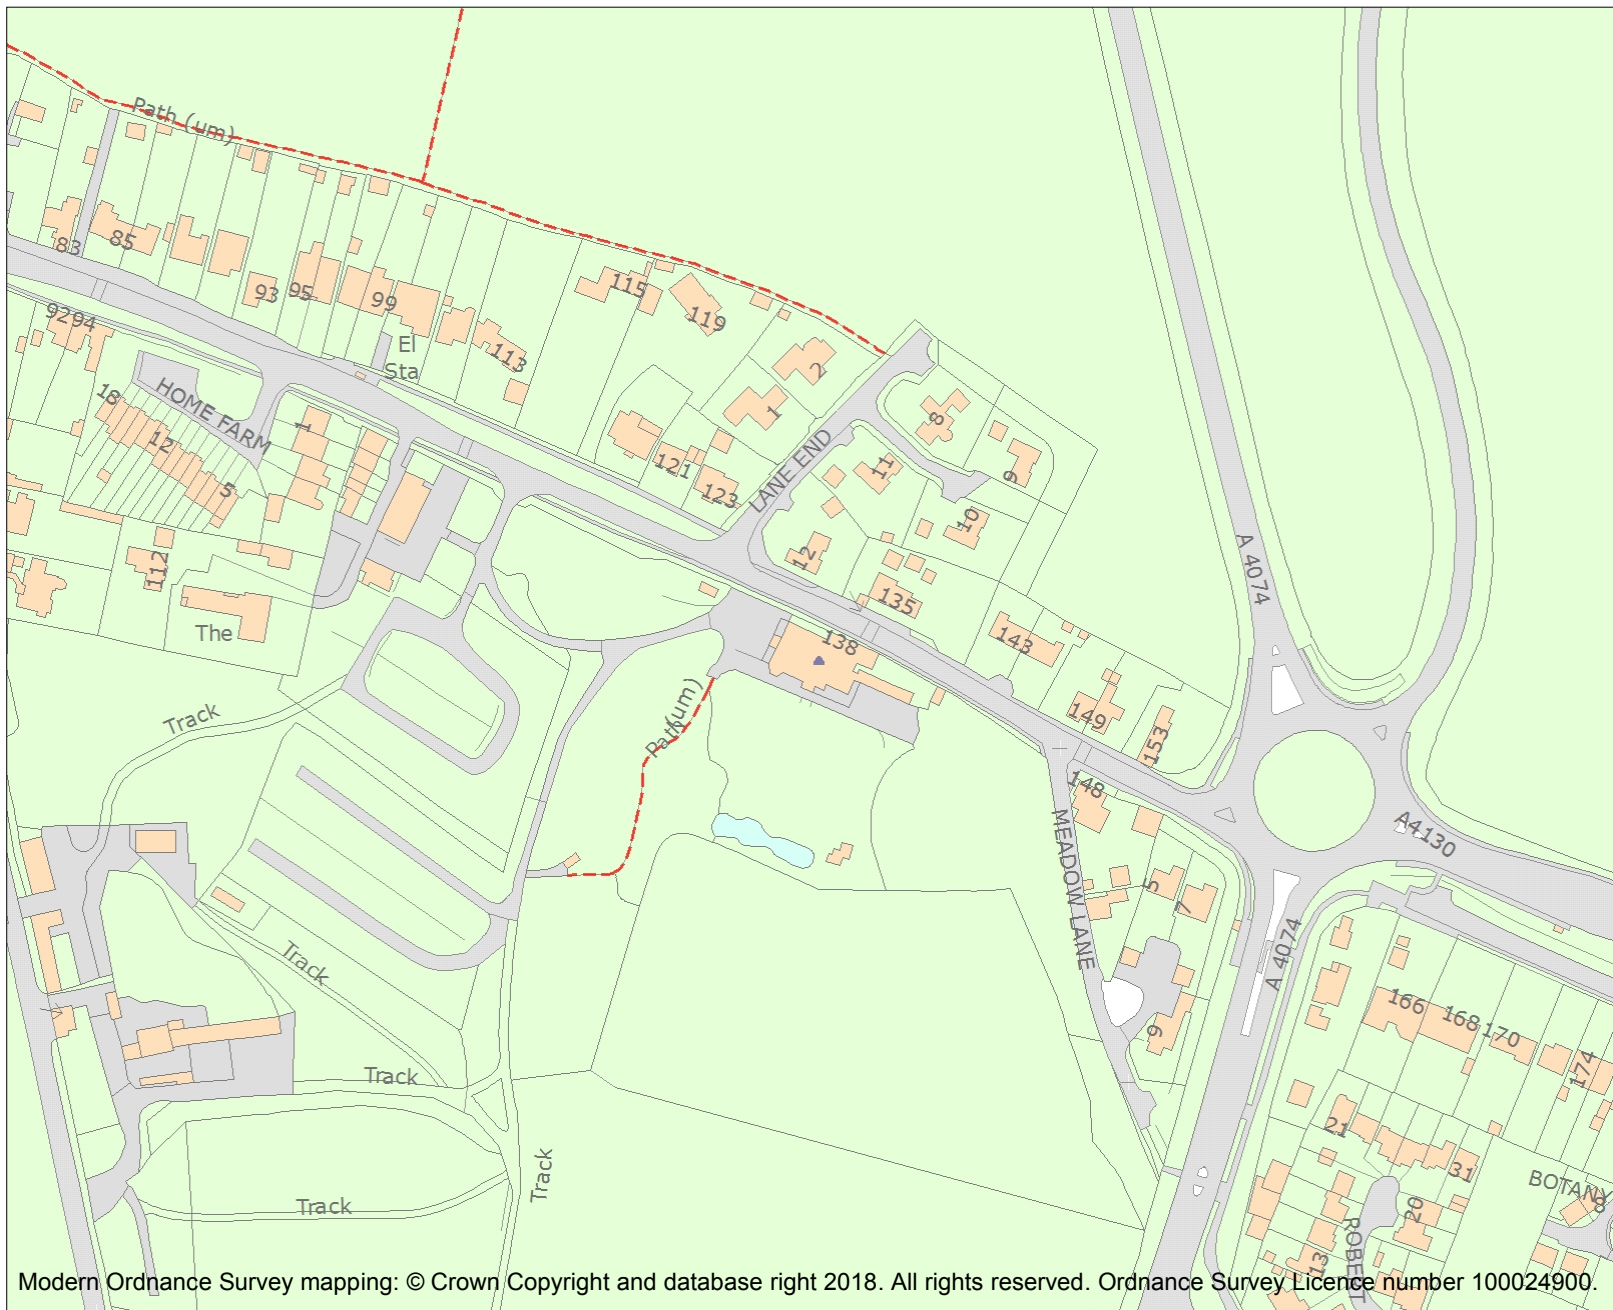 Path (um)
83
85
93
95
99
115
119
113
9294
El
Sta
2
1
18
HOME FARM
12
5
1
121
123
LANE END
8
9
11
10
12
A 4074
112
135
The
138
143
Path (um)
Track
149
153
148
MEADOW LANE
A4130
5
7
A 4074
Track
9
166
168
170
174
Track
21
31
Track
Track
BOTANY
8
20
ROBERT
13
Modern Ordnance Survey mapping: © Crown Copyright and database right 2018. All rights reserved. Ordnance Survey Licence number 100024900.